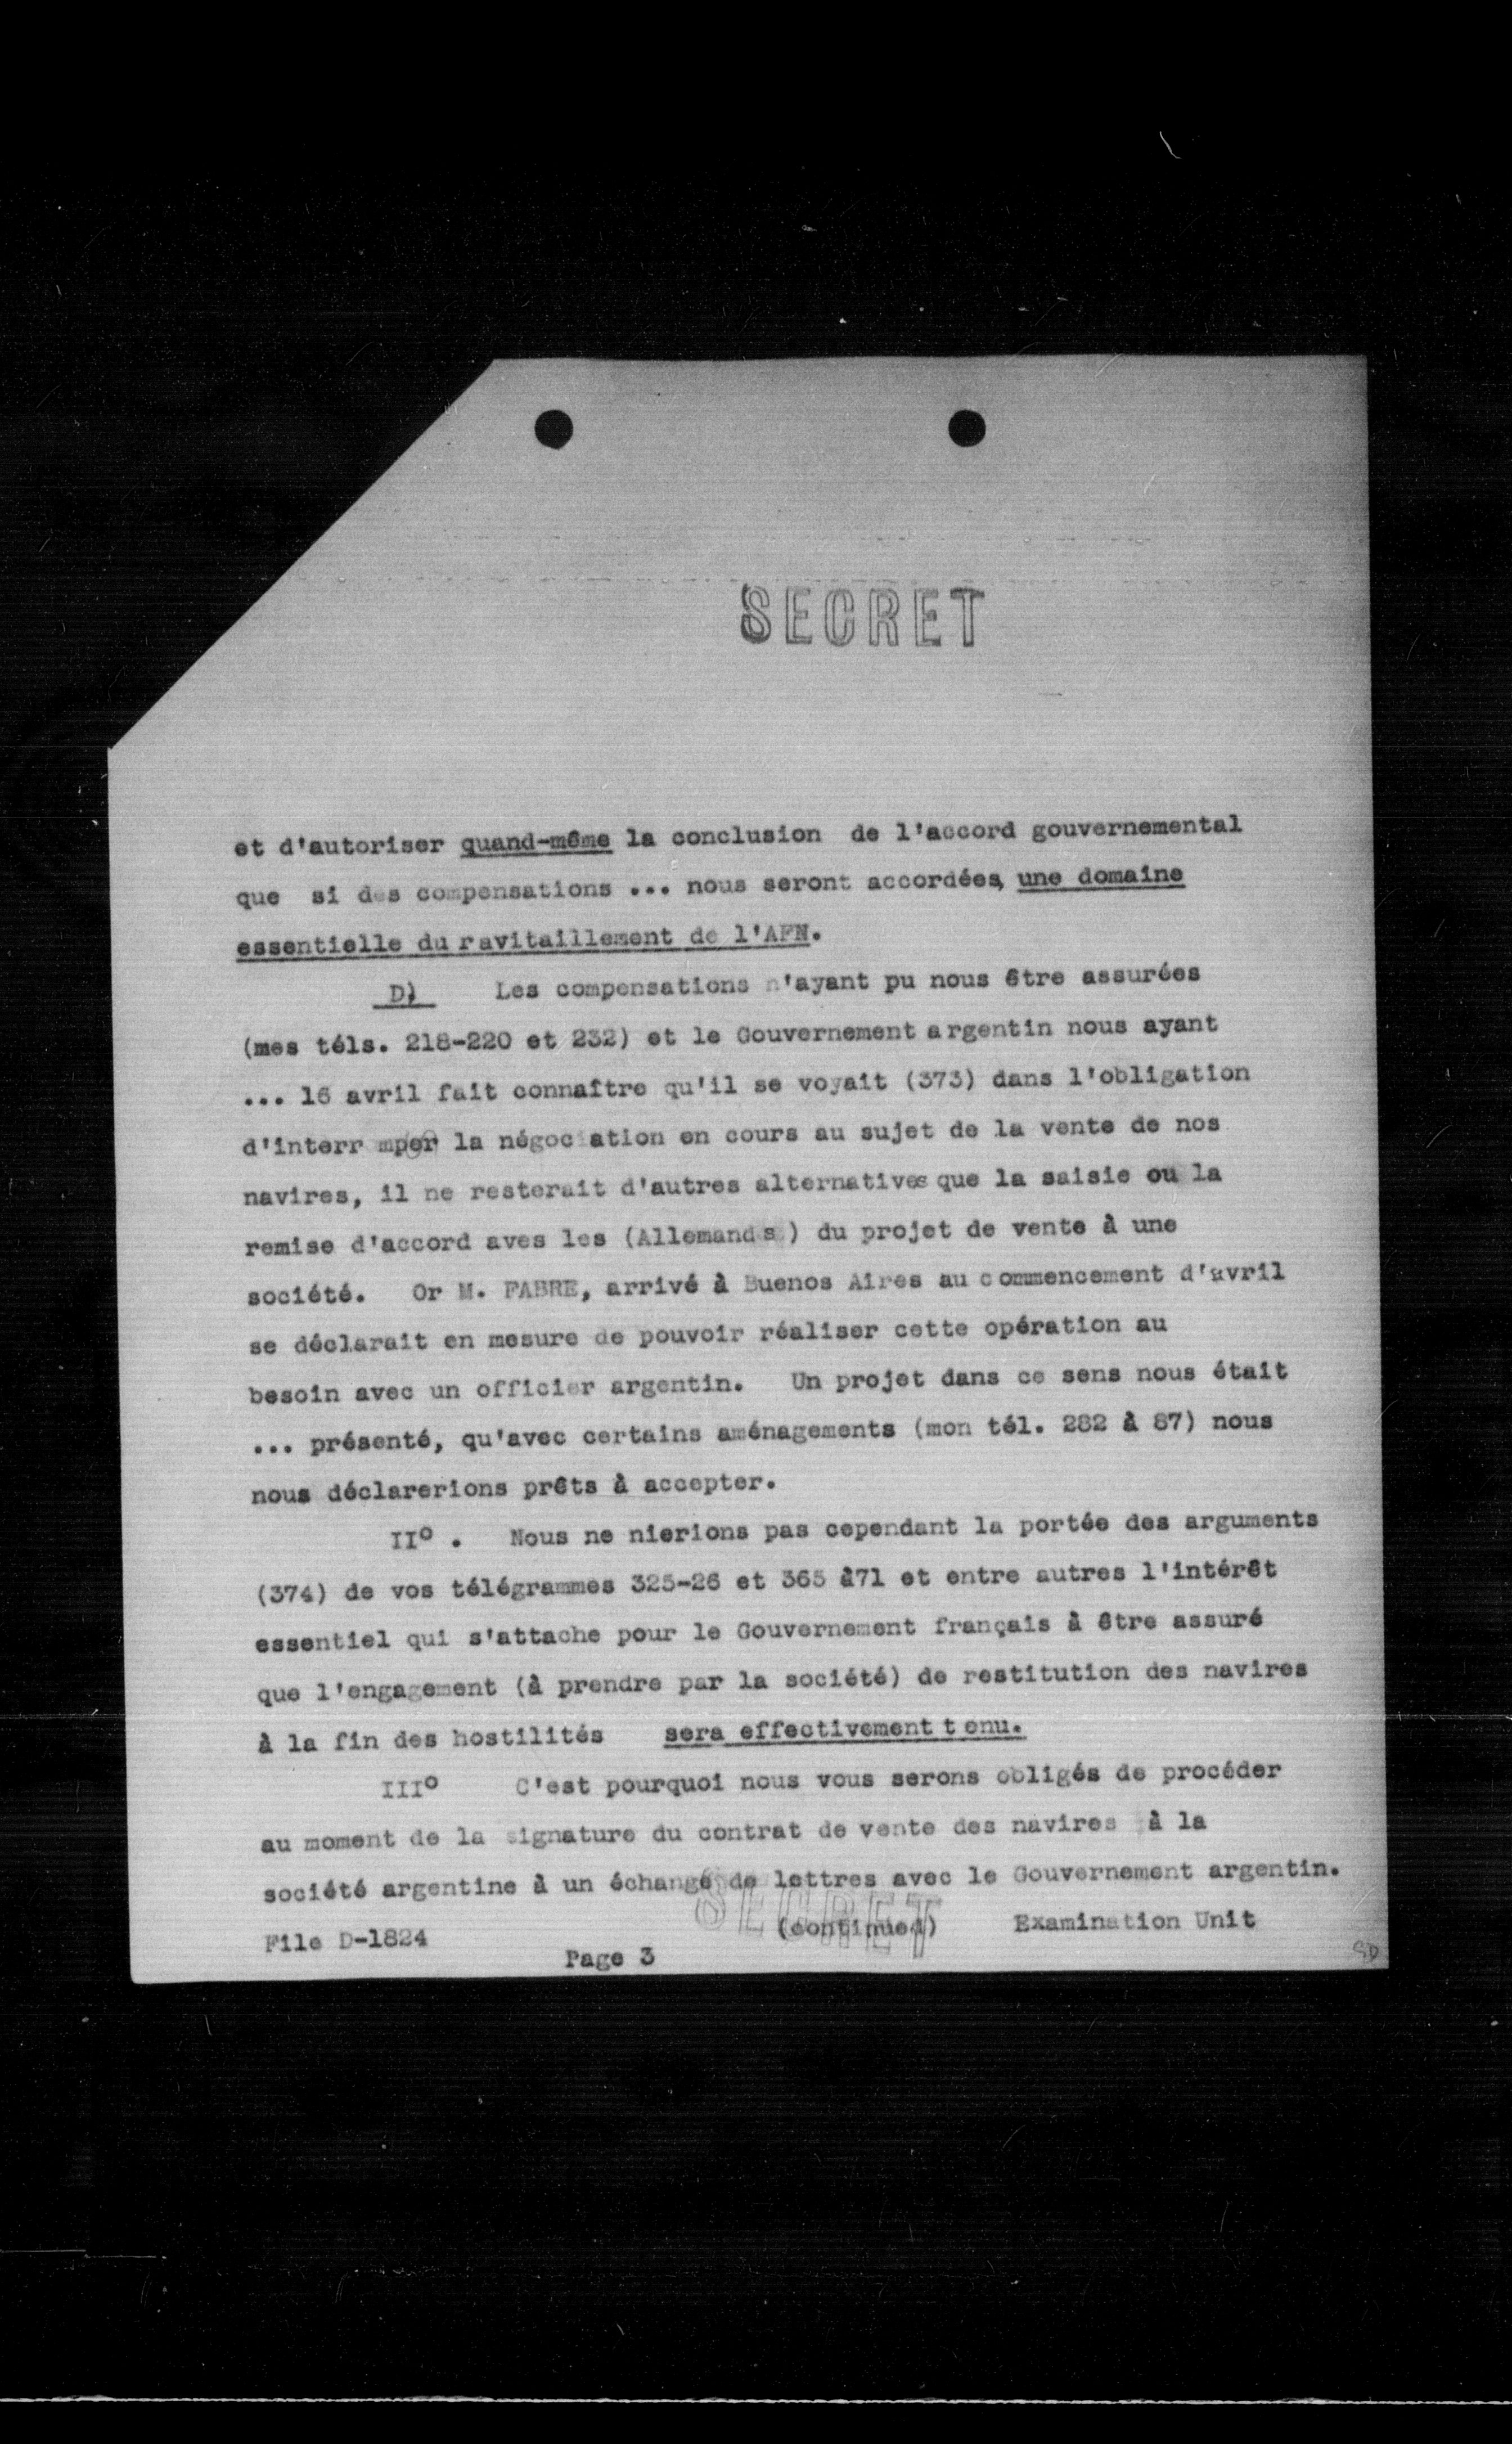 SECRET
et d'autoriser quand-même la conclusion de l'accord gouvernemental
que si des compensations ... nous seront accordées, une domaine
essentielle du ravitaillement de l'AFN.
D) Les compensations n'ayant pu nous être assurées
(mes téls. 218-220 et 232) et le Gouvernement argentin nous ayant
... 16 avril fait connaître qu'il se voyait (373) dans l'obligation
d'interrompre la négociation en cours au sujet de la vente de nos
navires, il ne resterait d'autres alternatives que la saisie ou la
remise d'accord aves les (Allemands) du projet de vente à une
société. Or M. FABRE, arrivé à Buenos Aires au commencement d'avril
se déclarait en mesure de pouvoir réaliser cette opération au
besoin avec un officier argentin. Un projet dans ce sens nous était
... présenté, qu'avec certains aménagements (mon tél. 282 à 87) nous
nous déclarerions prêts à accepter.
IIº. Nous ne nierions pas cependant la portée des arguments
(374) de vos télégrammes 325-26 et 365 à71 et entre autres l'intérêt
essentiel qui s'attache pour le Gouvernement français à être assuré
que l'engagement (à prendre par la société) de restitution des navires
à la fin des hostilités sera effectivement tenu.
IIIº C'est pourquoi nous vous serons obligés de procéder
au moment de la signature du contrat de vente des navires à la
société argentine à un échange de lettres avec le Gouvernement argentin.
SECRET
File D-1824 (continued) Examination Unit
Page 3
SD